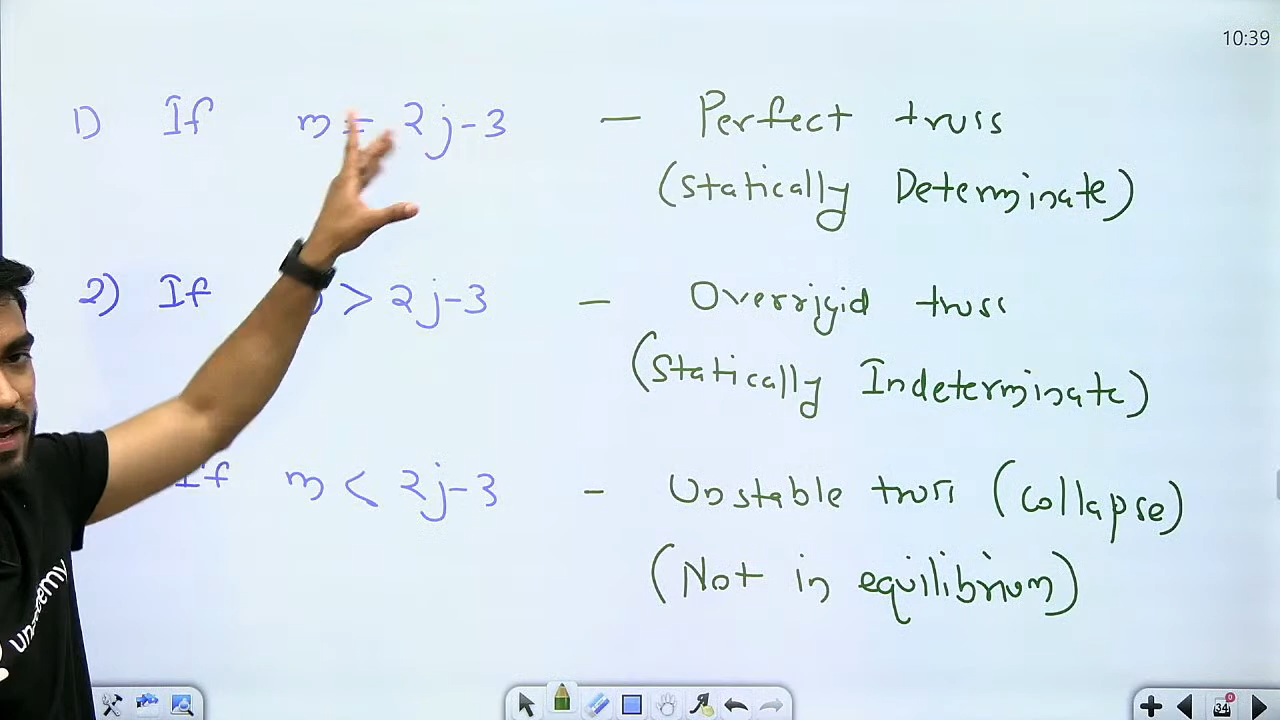 10:39
1) If m = 2j-3 — Perfect truss
(Statically Determinate)
2) If > 2j-3 — Overrigid truss
(Statically Indeterminate)
If m < 2j-3 - Unstable truss (collapse)
(Not in equilibrium)
34